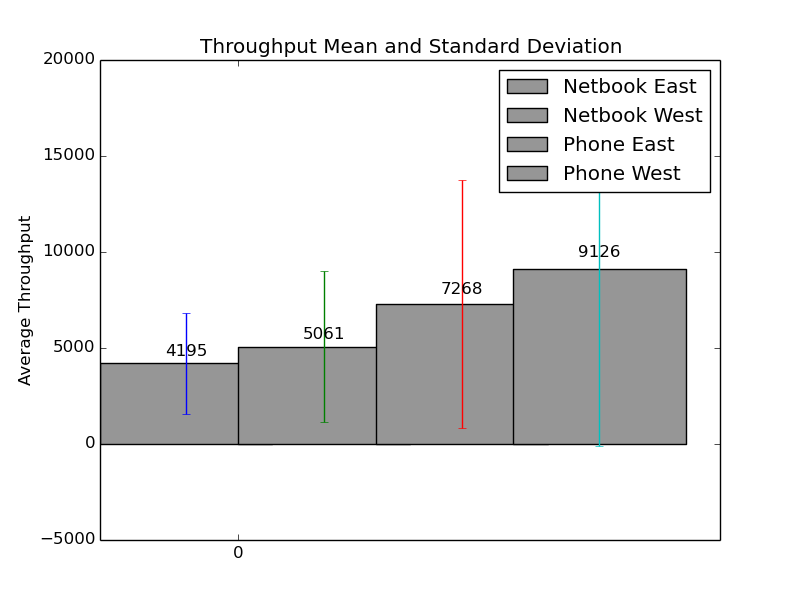 Throughput Mean and Standard Deviation
Netbook East
Netbook West
Phone East
Phone West
Average Throughput
20000
15000
10000
5000
0
−5000
4195
5061
7268
9126
0